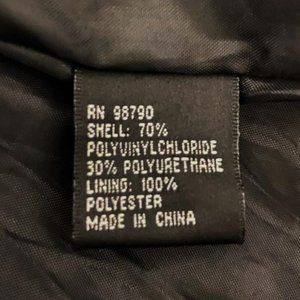 RN 98790
SHELL: 70%
POLYVINYLCHLORIDE
30% POLYURETHANE
LINING: 100%
POLYESTER
MADE IN CHINA